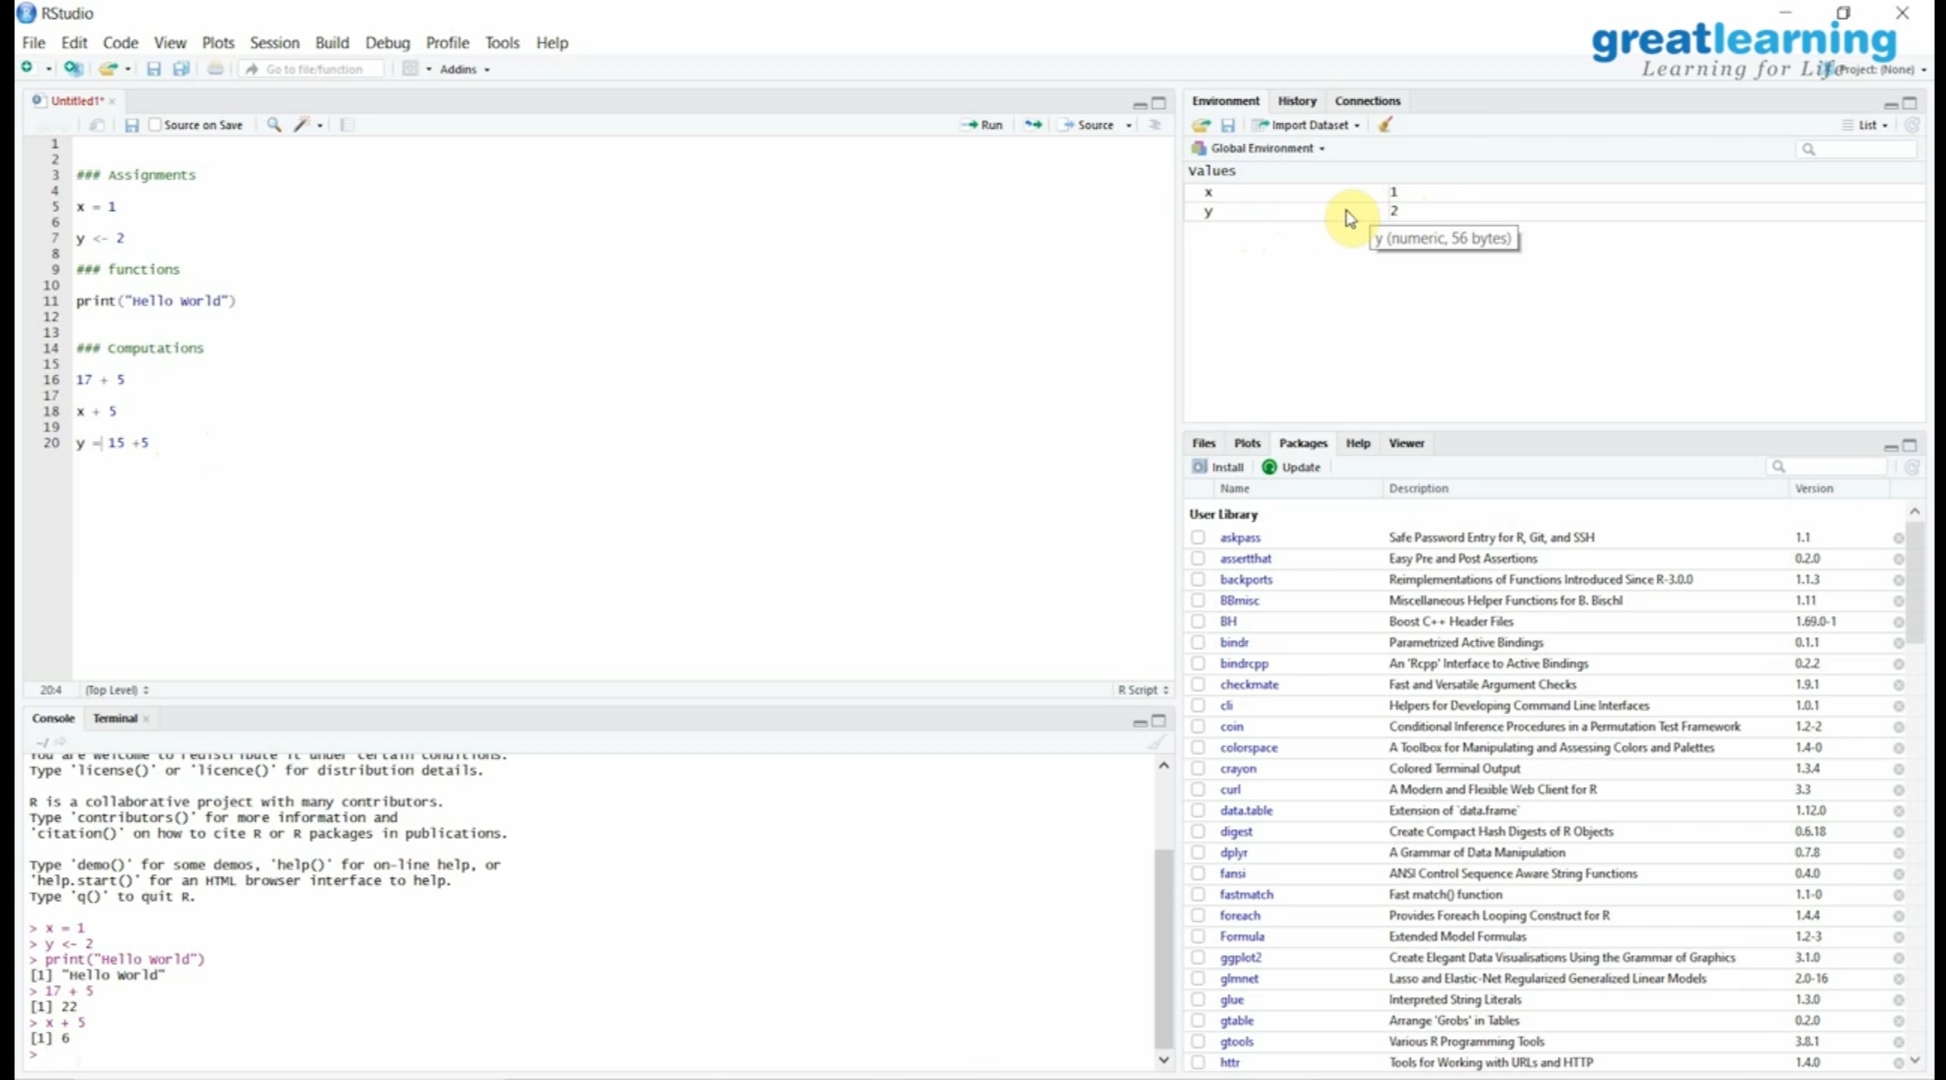 RStudio
File Edit Code View Plots Session Build Debug Profile Tools Help
greatlearning
Learning for Life
Go to file/function Addins Project: (None)
Untitled1*
Source on Save Run Source
1
2
3 ### Assignments
4
5 x = 1
6
7 y <- 2
8
9 ### functions
10
11 print("Hello World")
12
13
14 ### Computations
15
16 17 + 5
17
18 x + 5
19
20 y = 15 +5
20:4 (Top Level) R Script
Console Terminal
~/
You are welcome to redistribute it under certain conditions.
Type 'license()' or 'licence()' for distribution details.
R is a collaborative project with many contributors.
Type 'contributors()' for more information and
'citation()' on how to cite R or R packages in publications.
Type 'demo()' for some demos, 'help()' for on-line help, or
'help.start()' for an HTML browser interface to help.
Type 'q()' to quit R.
> x = 1
> y <- 2
> print("Hello World")
[1] "Hello World"
> 17 + 5
[1] 22
> x + 5
[1] 6
>
Environment History Connections
Import Dataset List
Global Environment
Values
x 1
y 2
y (numeric, 56 bytes)
Files Plots Packages Help Viewer
Install Update
Name Description Version
User Library
askpass Safe Password Entry for R, Git, and SSH 1.1
assertthat Easy Pre and Post Assertions 0.2.0
backports Reimplementations of Functions Introduced Since R-3.0.0 1.1.3
BBmisc Miscellaneous Helper Functions for B. Bischl 1.11
BH Boost C++ Header Files 1.69.0-1
bindr Parametrized Active Bindings 0.1.1
bindrcpp An 'Rcpp' Interface to Active Bindings 0.2.2
checkmate Fast and Versatile Argument Checks 1.9.1
cli Helpers for Developing Command Line Interfaces 1.0.1
coin Conditional Inference Procedures in a Permutation Test Framework 1.2-2
colorspace A Toolbox for Manipulating and Assessing Colors and Palettes 1.4-0
crayon Colored Terminal Output 1.3.4
curl A Modern and Flexible Web Client for R 3.3
data.table Extension of `data.frame` 1.12.0
digest Create Compact Hash Digests of R Objects 0.6.18
dplyr A Grammar of Data Manipulation 0.7.8
fansi ANSI Control Sequence Aware String Functions 0.4.0
fastmatch Fast match() function 1.1-0
foreach Provides Foreach Looping Construct for R 1.4.4
Formula Extended Model Formulas 1.2-3
ggplot2 Create Elegant Data Visualisations Using the Grammar of Graphics 3.1.0
glmnet Lasso and Elastic-Net Regularized Generalized Linear Models 2.0-16
glue Interpreted String Literals 1.3.0
gtable Arrange 'Grobs' in Tables 0.2.0
gtools Various R Programming Tools 3.8.1
httr Tools for Working with URLs and HTTP 1.4.0